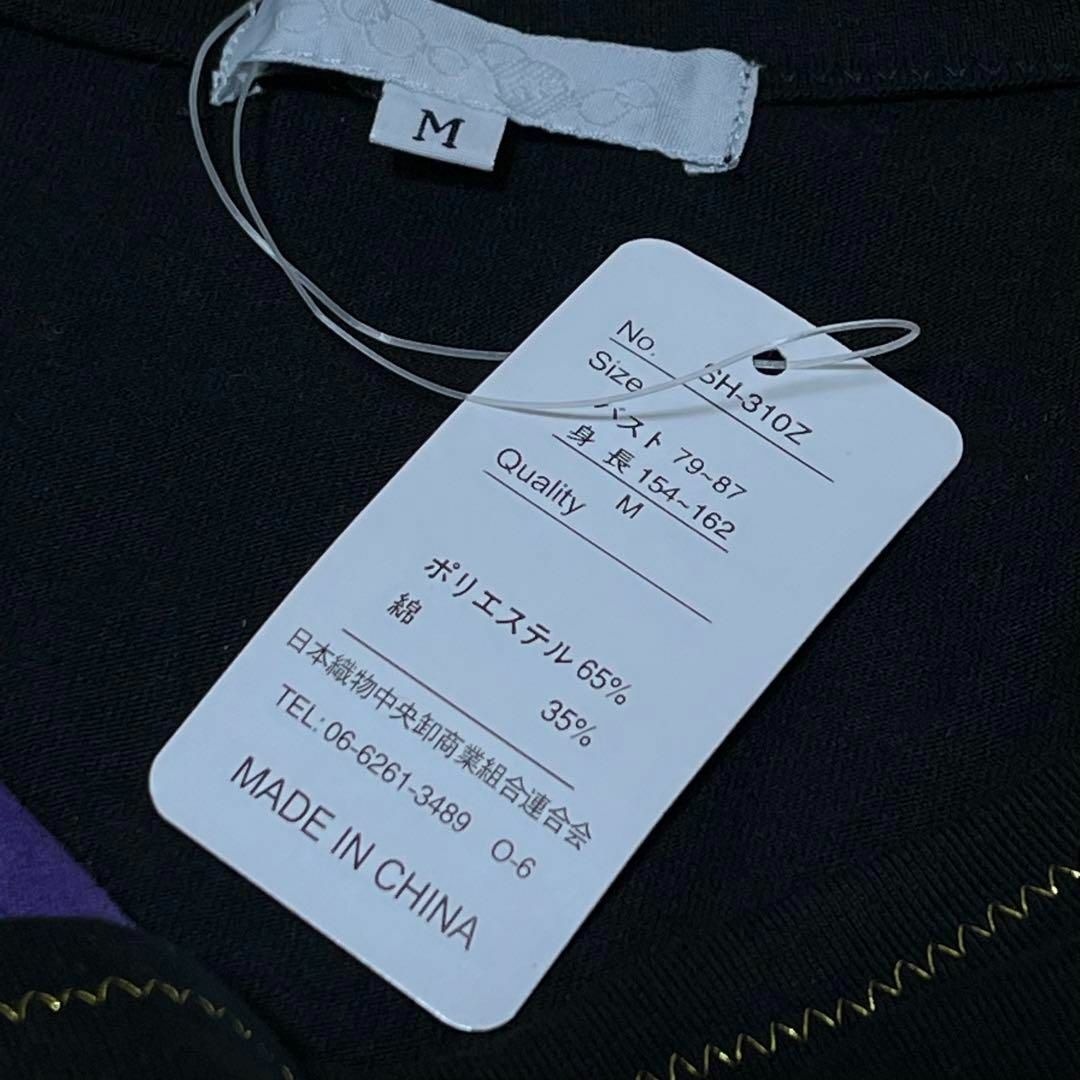 M
No. SH-310Z
Size
バスト 79~87
身 長 154~162
Quality M
ポリエステル 65%
綿 35%
日本織物中央卸商業組合連合会
TEL: 06-6261-3489 O-6
MADE IN CHINA